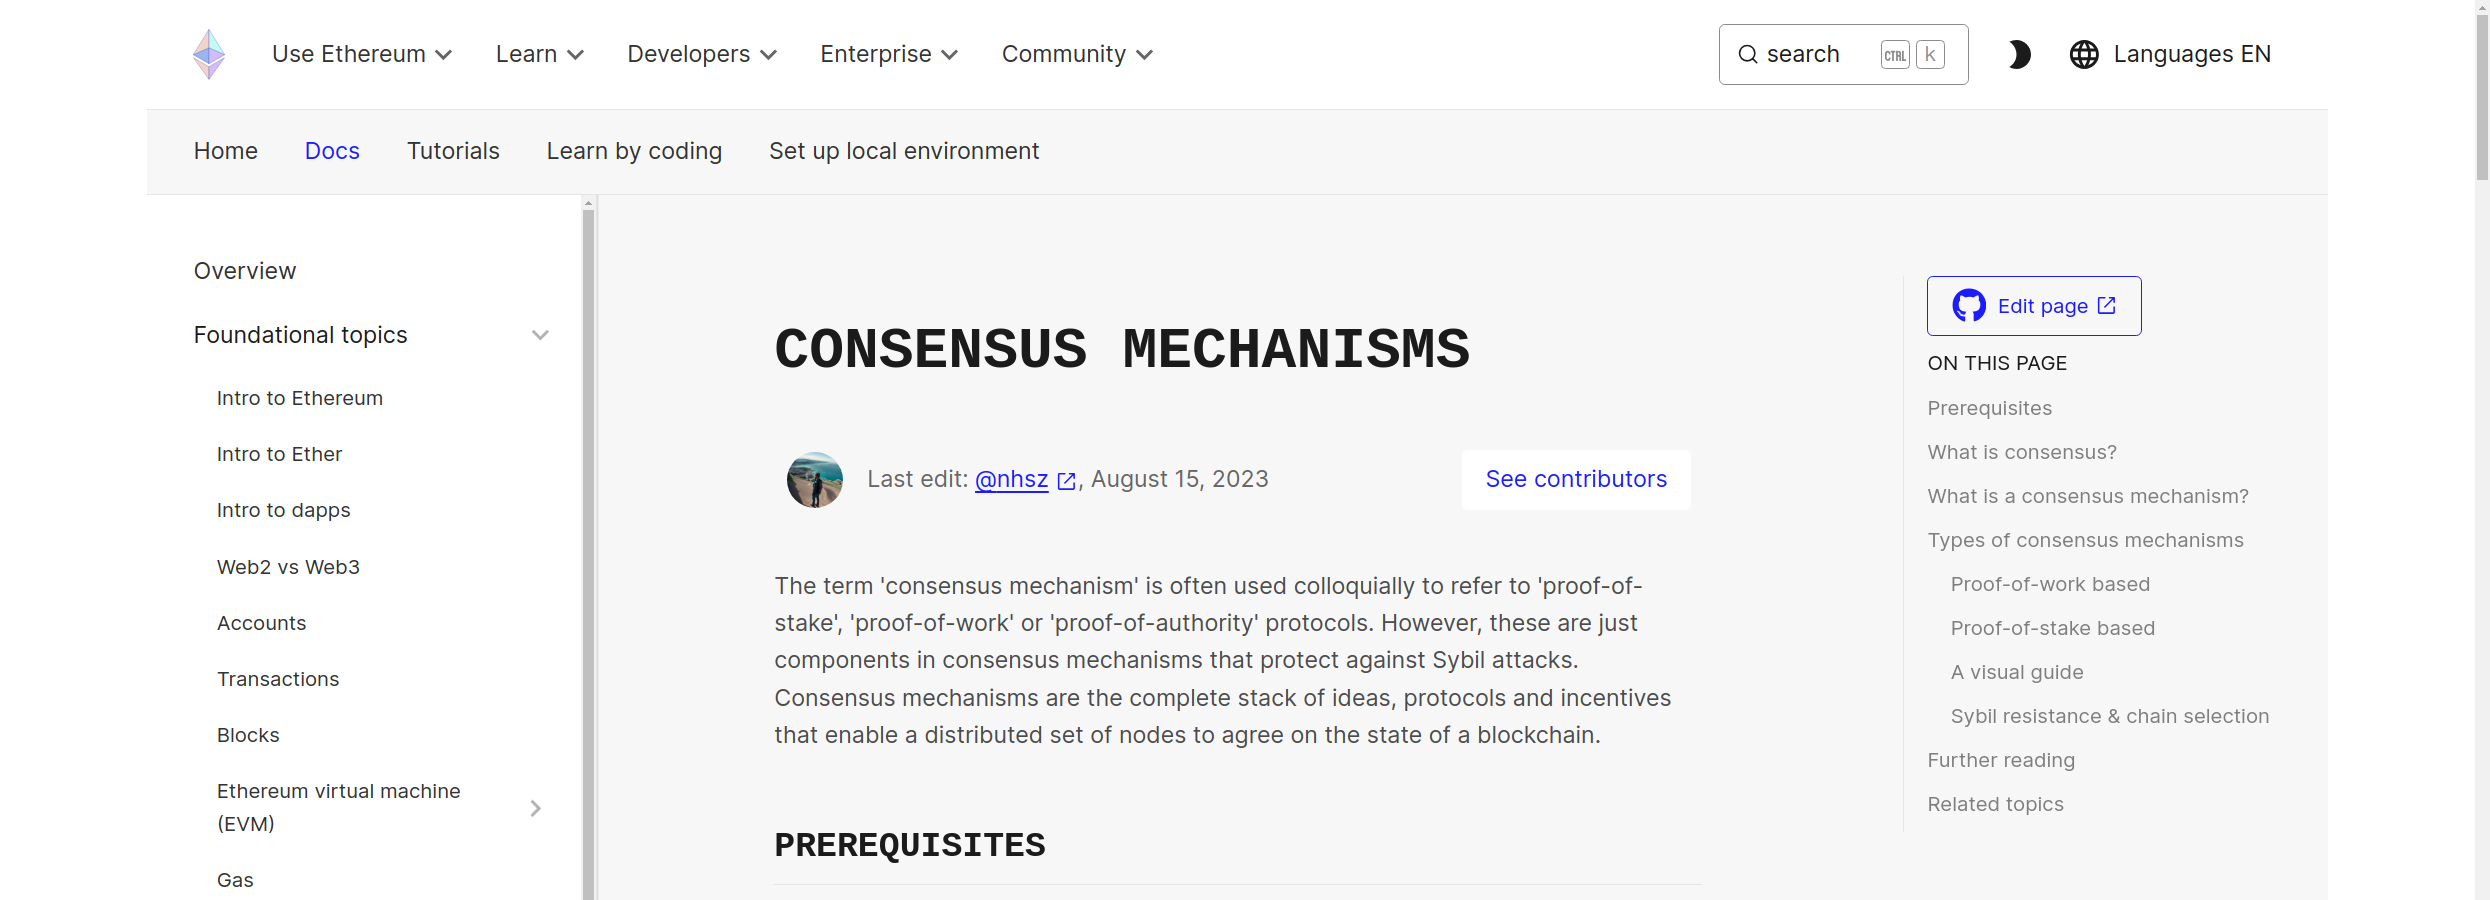 Use Ethereum
Learn
Developers
Enterprise
Community
search
CTRL
k
Languages EN
Home
Docs
Tutorials
Learn by coding
Set up local environment
Overview
Foundational topics
Intro to Ethereum
Intro to Ether
Intro to dapps
Web2 vs Web3
Accounts
Transactions
Blocks
Ethereum virtual machine
(EVM)
Gas
CONSENSUS MECHANISMS
Last edit: @nhsz, August 15, 2023
See contributors
The term 'consensus mechanism' is often used colloquially to refer to 'proof-of-
stake', 'proof-of-work' or 'proof-of-authority' protocols. However, these are just
components in consensus mechanisms that protect against Sybil attacks.
Consensus mechanisms are the complete stack of ideas, protocols and incentives
that enable a distributed set of nodes to agree on the state of a blockchain.
PREREQUISITES
Edit page
ON THIS PAGE
Prerequisites
What is consensus?
What is a consensus mechanism?
Types of consensus mechanisms
Proof-of-work based
Proof-of-stake based
A visual guide
Sybil resistance & chain selection
Further reading
Related topics